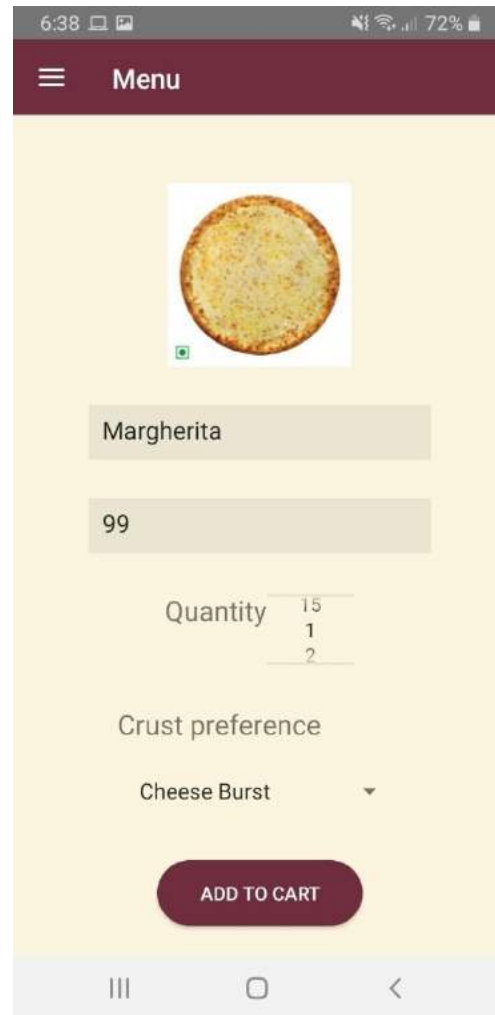 6:38 72%
Menu
Margherita
99
15
Quantity 1
2
Crust preference
Cheese Burst
ADD TO CART